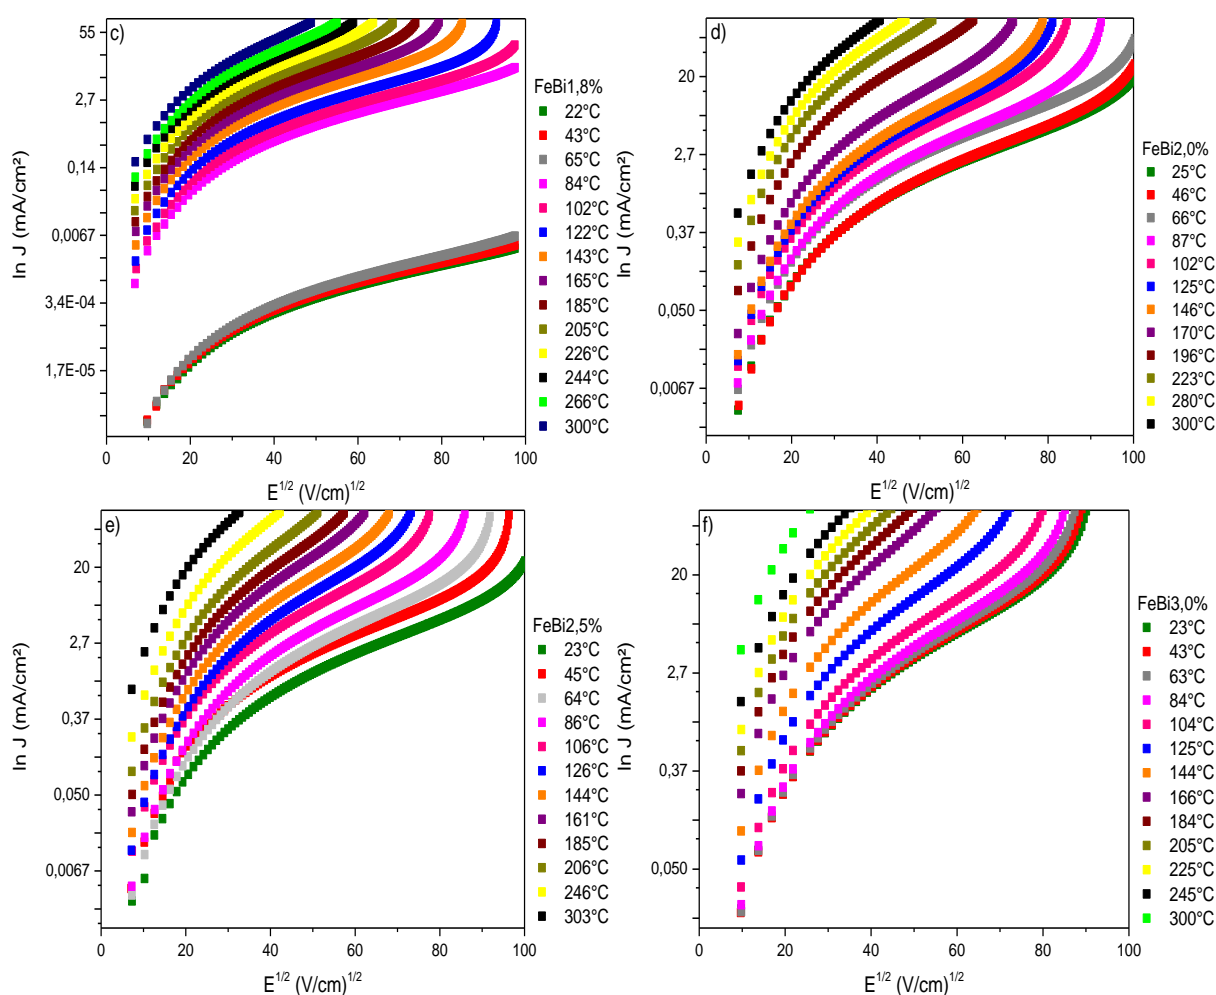 c)
55
2,7
0,14
0,0067
3,4E-04
1,7E-05
0 20 40 60 80 100
ln J (mA/cm²)
E1/2 (V/cm)1/2
FeBi1,8%
22°C
43°C
65°C
84°C
102°C
122°C
143°C
165°C
185°C
205°C
226°C
244°C
266°C
300°C
d)
20
2,7
0,37
0,050
0,0067
0 20 40 60 80 100
ln J (mA/cm²)
E1/2 (V/cm)1/2
FeBi2,0%
25°C
46°C
66°C
87°C
102°C
125°C
146°C
170°C
196°C
223°C
280°C
300°C
e)
20
2,7
0,37
0,050
0,0067
0 20 40 60 80 100
ln J (mA/cm²)
E1/2 (V/cm)1/2
FeBi2,5%
23°C
45°C
64°C
86°C
106°C
126°C
144°C
161°C
185°C
206°C
246°C
303°C
f)
20
2,7
0,37
0,050
0 20 40 60 80 100
ln J (mA/cm²)
E1/2 (V/cm)1/2
FeBi3,0%
23°C
43°C
63°C
84°C
104°C
125°C
144°C
166°C
184°C
205°C
225°C
245°C
300°C